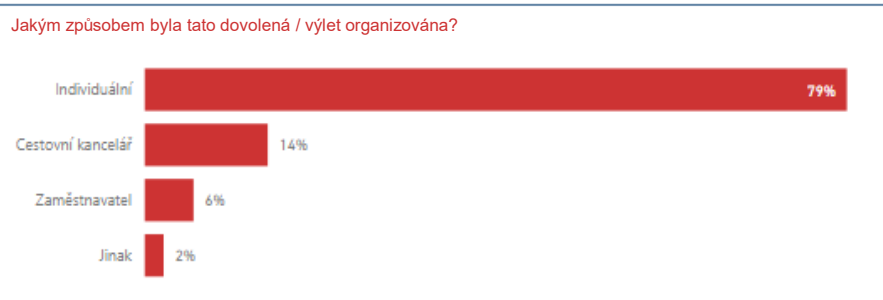 Jakým způsobem byla tato dovolená / výlet organizována?
Individuální 79%
Cestovní kancelář 14%
Zaměstnavatel 6%
Jinak 2%